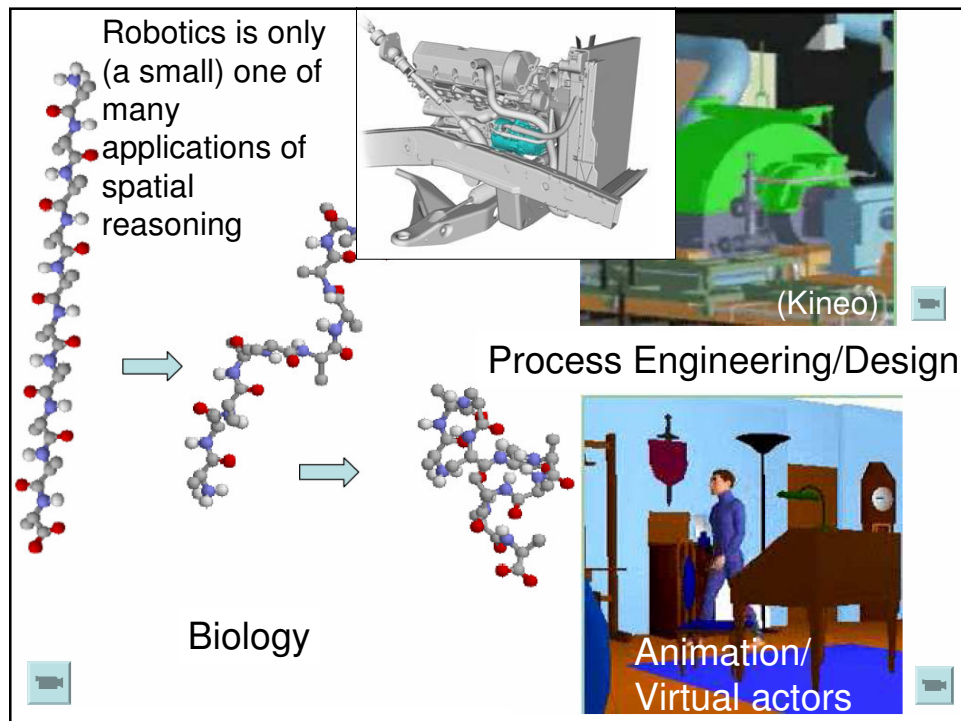 Robotics is only
(a small) one of
many
applications of
spatial
reasoning
(Kineo)
Process Engineering/Design
Biology
Animation/
Virtual actors